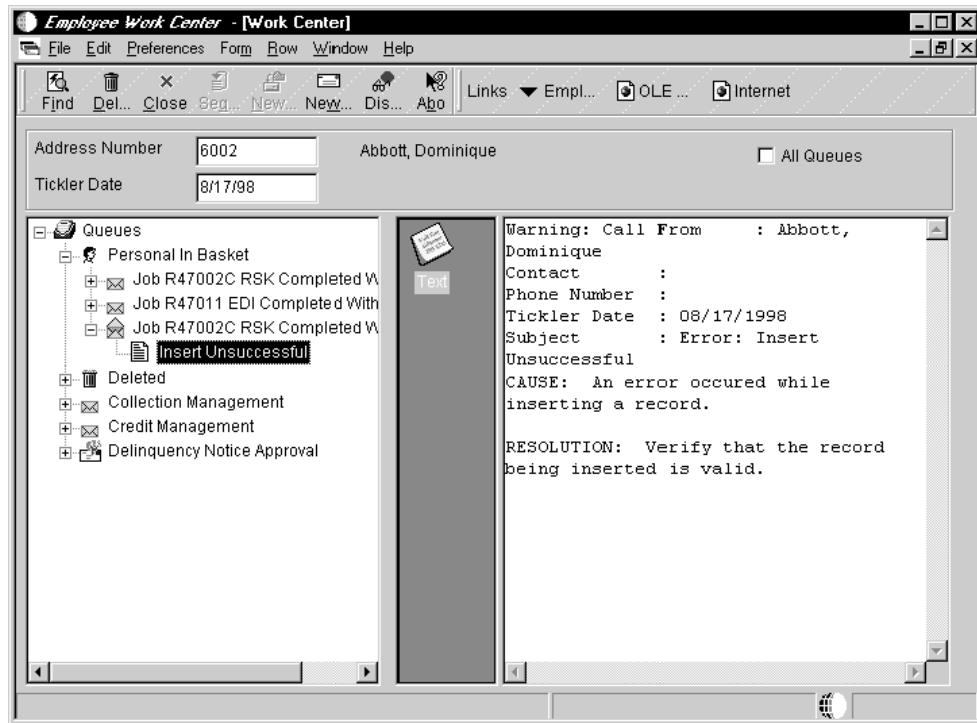 Employee Work Center - [Work Center]
File Edit Preferences Form Row Window Help
Find Del... Close Seq... New... New... Dis... Abo Links Empl... OLE ... Internet
Address Number 6002 Abbott, Dominique All Queues
Tickler Date 8/17/98
Queues
Personal In Basket
Job R47002C RSK Completed W
Job R47011 EDI Completed With
Job R47002C RSK Completed W
Insert Unsuccessful
Deleted
Collection Management
Credit Management
Delinquency Notice Approval
Text
Warning: Call From : Abbott,
Dominique
Contact :
Phone Number :
Tickler Date : 08/17/1998
Subject : Error: Insert
Unsuccessful
CAUSE: An error occured while
inserting a record.
RESOLUTION: Verify that the record
being inserted is valid.